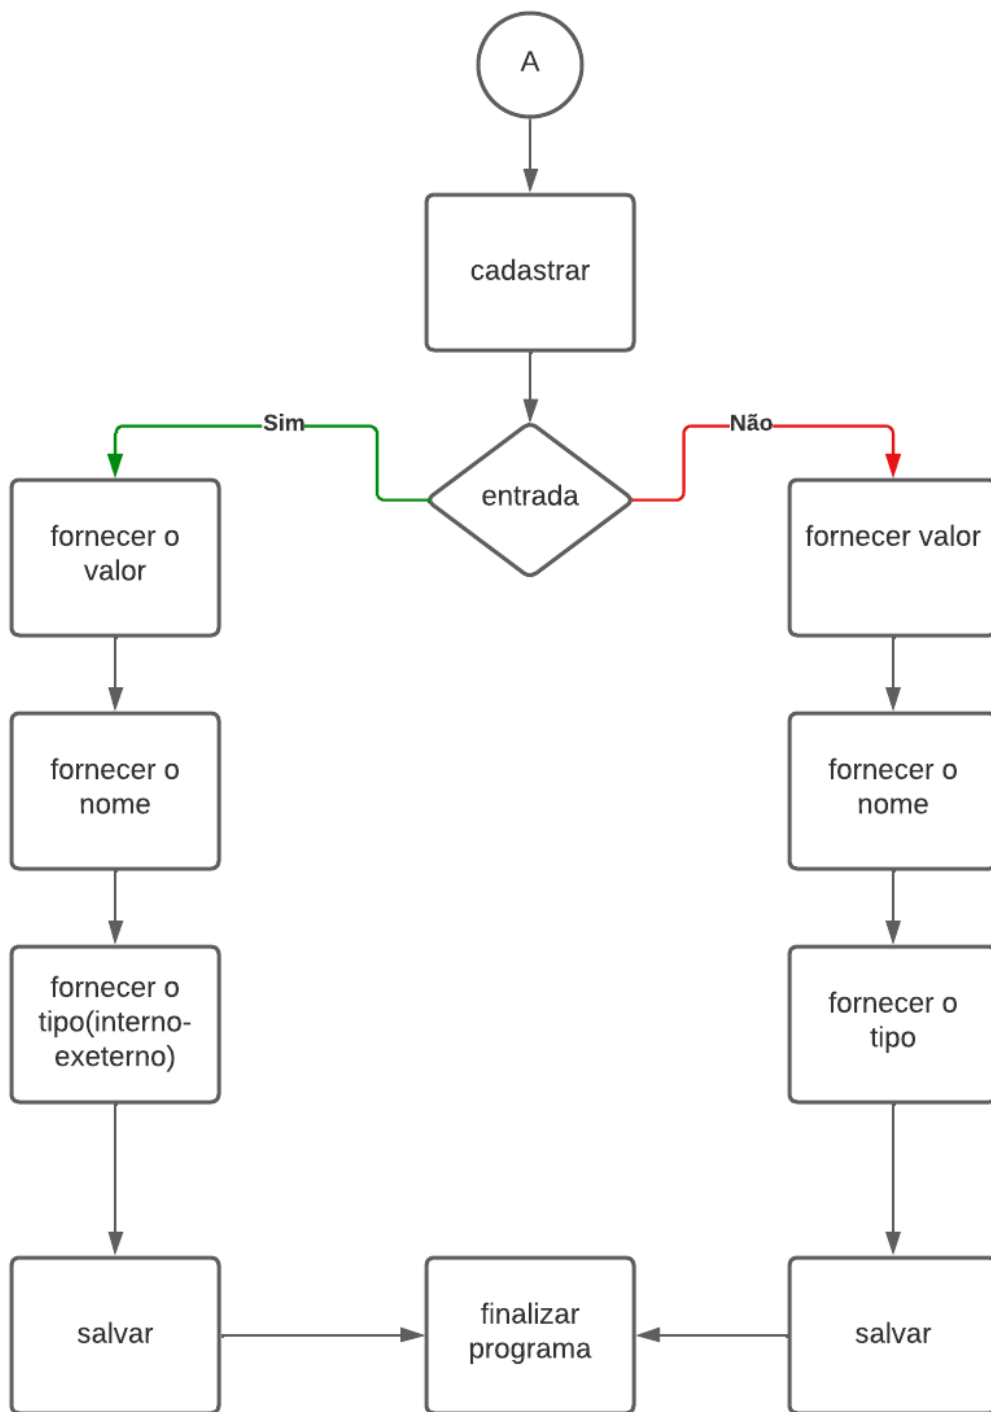 A
cadastrar
Sim
Não
entrada
fornecer o
valor
fornecer valor
fornecer o
nome
fornecer o
nome
fornecer o
tipo(interno-
exeterno)
fornecer o
tipo
salvar
finalizar
programa
salvar